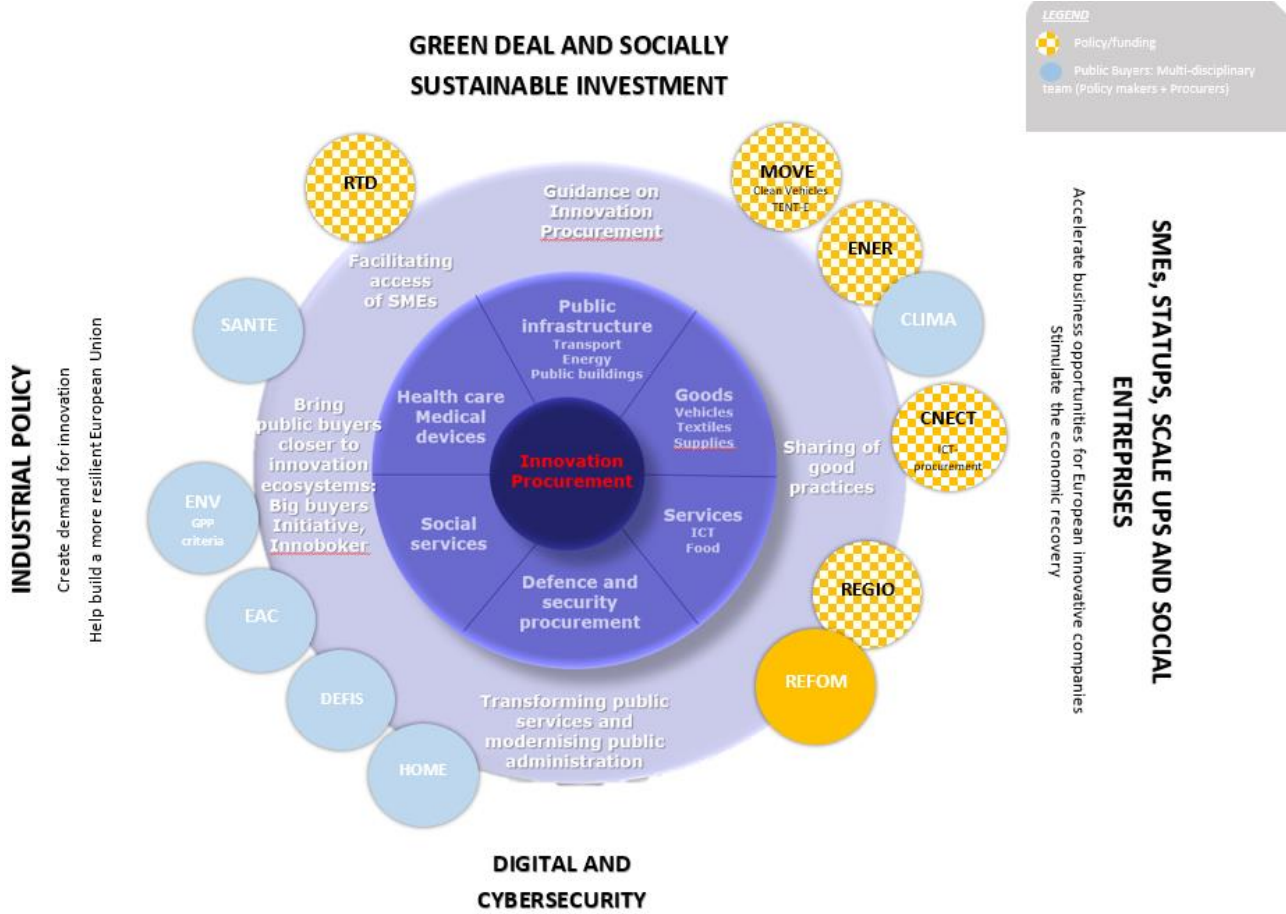 GREEN DEAL AND SOCIALLY
SUSTAINABLE INVESTMENT
LEGEND
Policy/funding
Public Buyers: Multi-disciplinary
team (Policy makers + Procurers)
RTD
MOVE
Clean Vehicles
TENT-E
ENER
CLIMA
CNECT
ICT-
procurement
REGIO
REFOM
SANTE
ENV
GPP
criteria
EAC
DEFIS
HOME
Guidance on
Innovation
Procurement
Facilitating
access
of SMEs
Bring
public buyers
closer to
innovation
ecosystems:
Big buyers
Initiative,
Innoboker
Sharing of
good
practices
Transforming public
services and
modernising public
administration
Public
infrastructure
Transport
Energy
Public buildings
Goods
Vehicles
Textiles
Supplies
Services
ICT
Food
Defence and
security
procurement
Social
services
Health care
Medical
devices
Innovation
Procurement
INDUSTRIAL POLICY
Create demand for innovation
Help build a more resilient European Union
SMEs, STATUPS, SCALE UPS AND SOCIAL
ENTREPRISES
Accelerate business opportunities for European innovative companies
Stimulate the economic recovery
DIGITAL AND
CYBERSECURITY